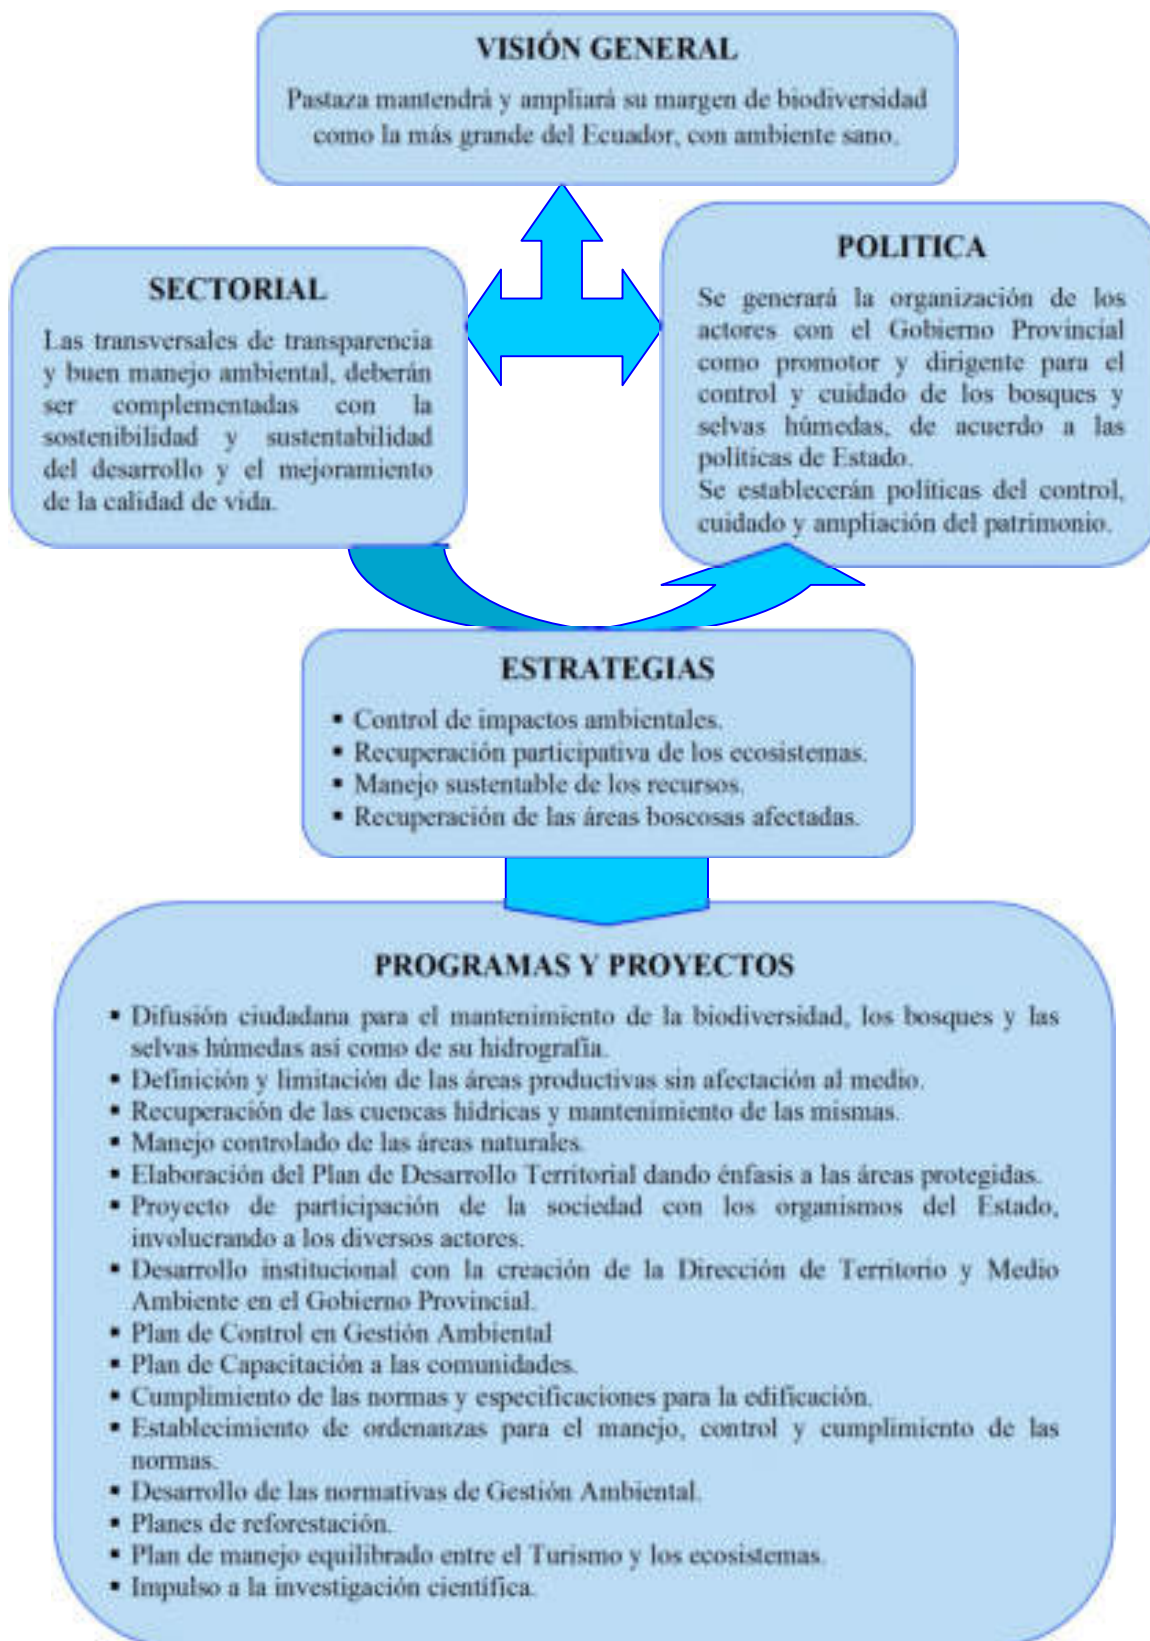 VISIÓN GENERAL
Pastaza mantendrá y ampliará su margen de biodiversidad
como la más grande del Ecuador, con ambiente sano.
SECTORIAL
Las transversales de transparencia
y buen manejo ambiental, deberán
ser complementadas con la
sostenibilidad y sustentabilidad
del desarrollo y el mejoramiento
de la calidad de vida.
POLITICA
Se generará la organización de los
actores con el Gobierno Provincial
como promotor y dirigente para el
control y cuidado de los bosques y
selvas húmedas, de acuerdo a las
políticas de Estado.
Se establecerán políticas del control,
cuidado y ampliación del patrimonio.
ESTRATEGIAS
▪ Control de impactos ambientales.
▪ Recuperación participativa de los ecosistemas.
▪ Manejo sustentable de los recursos.
▪ Recuperación de las áreas boscosas afectadas.
PROGRAMAS Y PROYECTOS
▪ Difusión ciudadana para el mantenimiento de la biodiversidad, los bosques y las
selvas húmedas así como de su hidrografía.
▪ Definición y limitación de las áreas productivas sin afectación al medio.
▪ Recuperación de las cuencas hídricas y mantenimiento de las mismas.
▪ Manejo controlado de las áreas naturales.
▪ Elaboración del Plan de Desarrollo Territorial dando énfasis a las áreas protegidas.
▪ Proyecto de participación de la sociedad con los organismos del Estado,
involucrando a los diversos actores.
▪ Desarrollo institucional con la creación de la Dirección de Territorio y Medio
Ambiente en el Gobierno Provincial.
▪ Plan de Control en Gestión Ambiental
▪ Plan de Capacitación a las comunidades.
▪ Cumplimiento de las normas y especificaciones para la edificación.
▪ Establecimiento de ordenanzas para el manejo, control y cumplimiento de las
normas.
▪ Desarrollo de las normativas de Gestión Ambiental.
▪ Planes de reforestación.
▪ Plan de manejo equilibrado entre el Turismo y los ecosistemas.
▪ Impulso a la investigación científica.